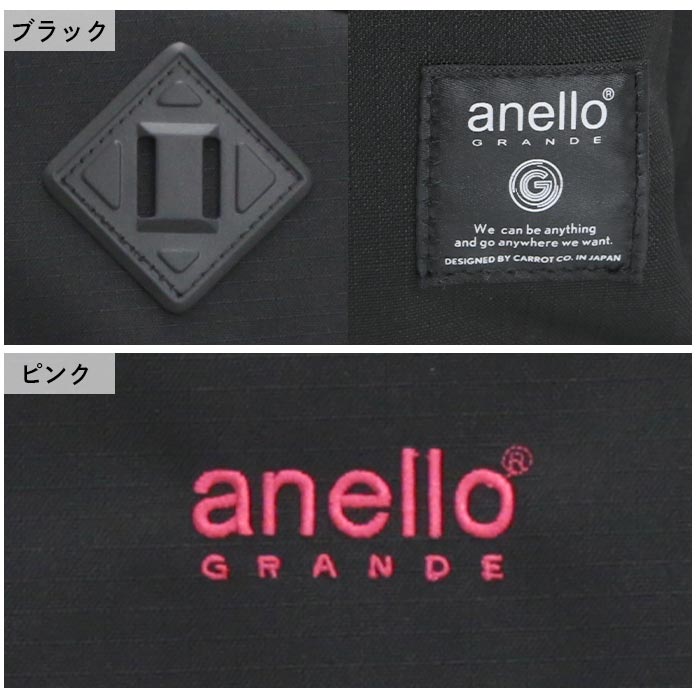 ブラック
anello®
GRANDE
G
We can be anything
and go anywhere we want.
DESIGNED BY CARROT CO. IN JAPAN
ピンク
anello®
GRANDE